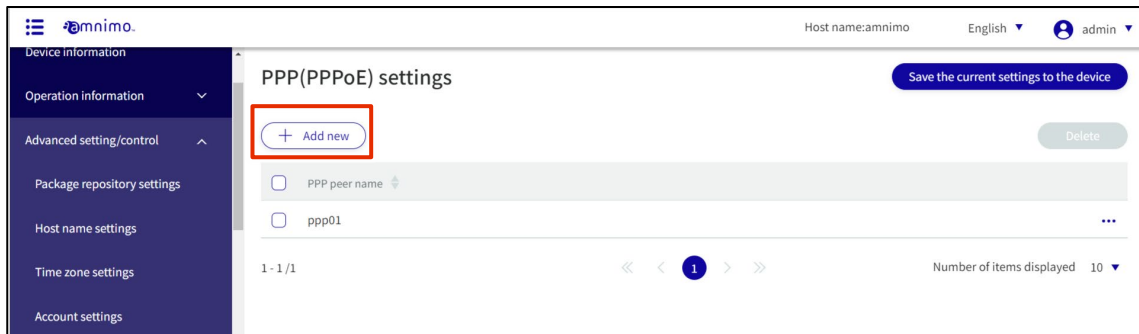 amnimo.
Host name:amnimo
English
admin
Device information
Operation information
Advanced setting/control
Package repository settings
Host name settings
Time zone settings
Account settings
PPP(PPPoE) settings
Save the current settings to the device
+ Add new
Delete
PPP peer name
ppp01
...
1 - 1 /1
« < 1 > »
Number of items displayed 10